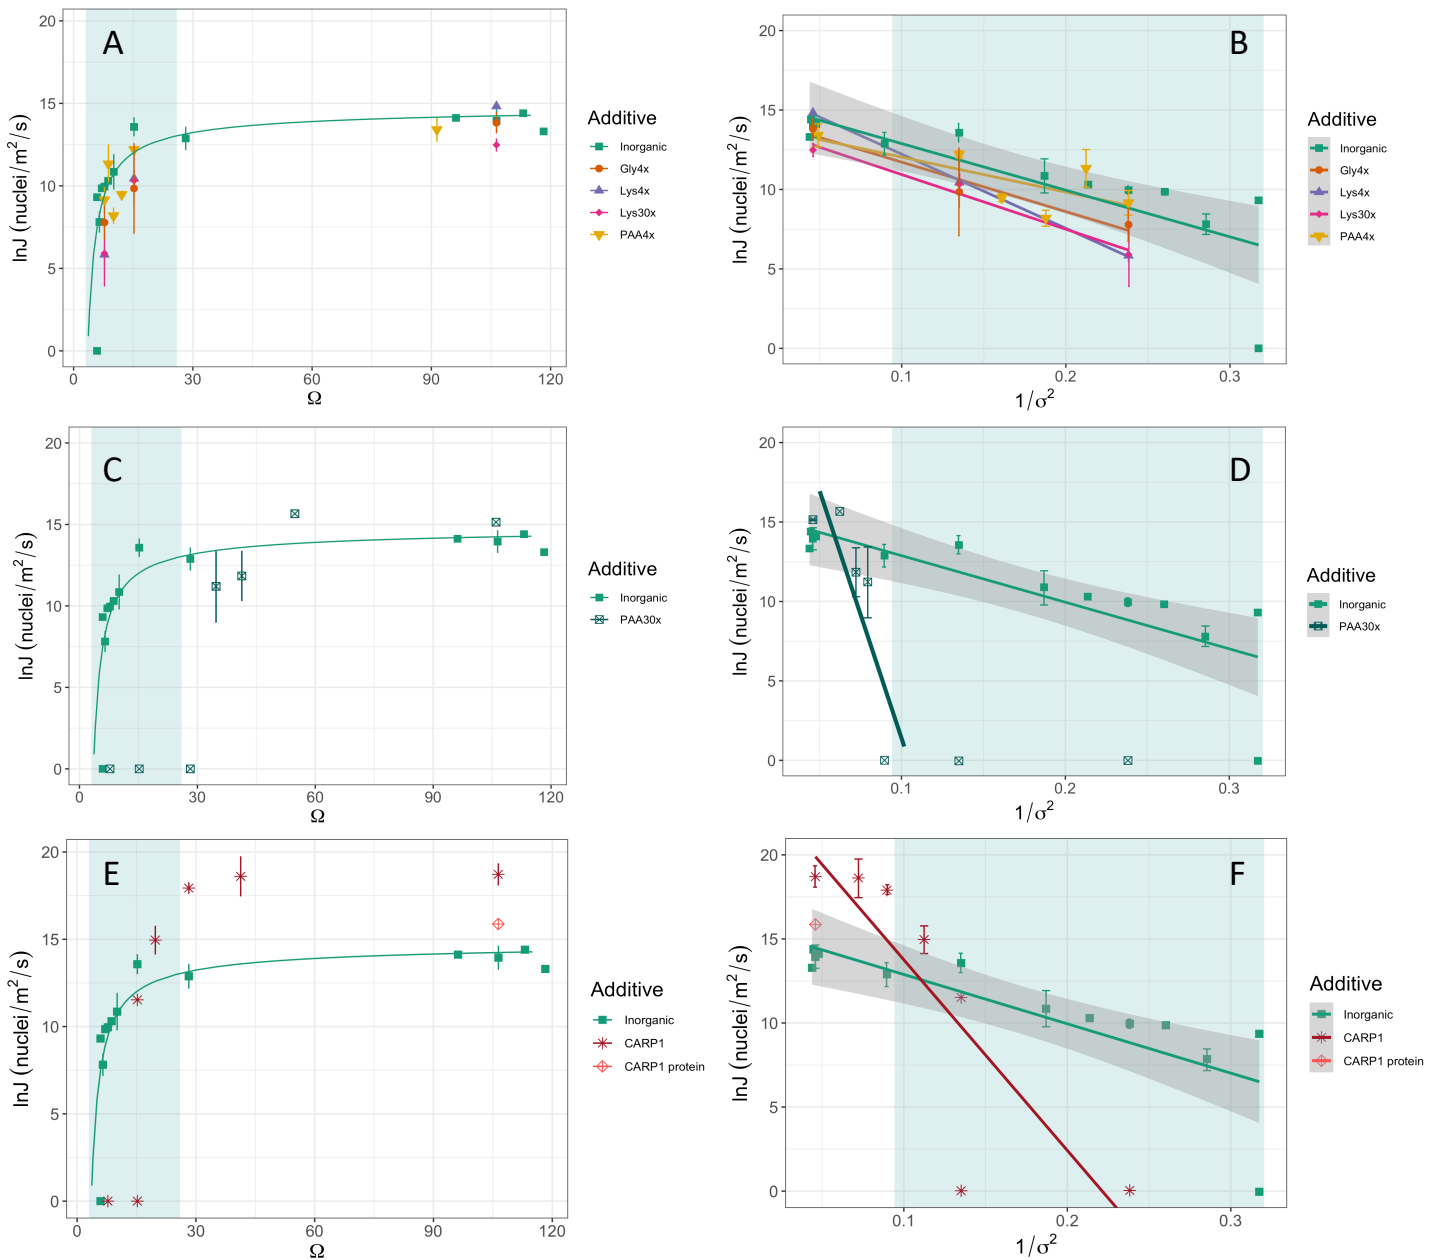 A
20
15
10
5
0
lnJ (nuclei/m²/s)
0 30 60 90 120
Ω
Additive
Inorganic
Gly4x
Lys4x
Lys30x
PAA4x
B
20
15
10
5
0
lnJ (nuclei/m²/s)
0.1 0.2 0.3
1/σ²
Additive
Inorganic
Gly4x
Lys4x
Lys30x
PAA4x
C
20
15
10
5
0
lnJ (nuclei/m²/s)
0 30 60 90 120
Ω
Additive
Inorganic
PAA30x
D
20
15
10
5
0
lnJ (nuclei/m²/s)
0.1 0.2 0.3
1/σ²
Additive
Inorganic
PAA30x
E
20
15
10
5
0
lnJ (nuclei/m²/s)
0 30 60 90 120
Ω
Additive
Inorganic
CARP1
CARP1 protein
F
20
15
10
5
0
lnJ (nuclei/m²/s)
0.1 0.2 0.3
1/σ²
Additive
Inorganic
CARP1
CARP1 protein